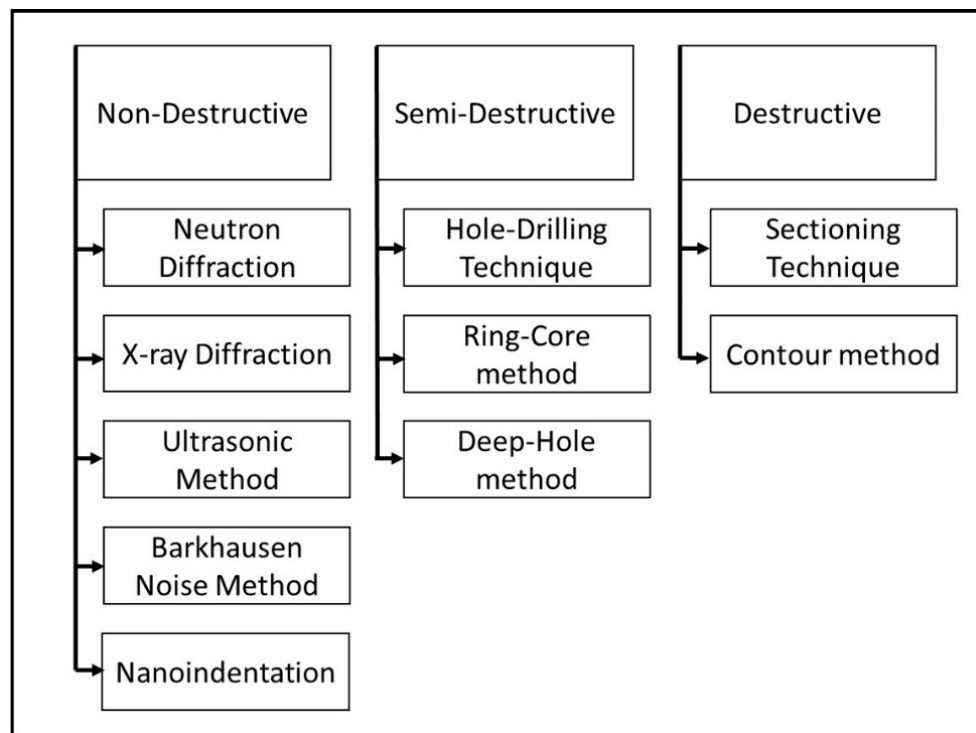 Non-Destructive
Neutron
Diffraction
X-ray Diffraction
Ultrasonic
Method
Barkhausen
Noise Method
Nanoindentation
Semi-Destructive
Hole-Drilling
Technique
Ring-Core
method
Deep-Hole
method
Destructive
Sectioning
Technique
Contour method